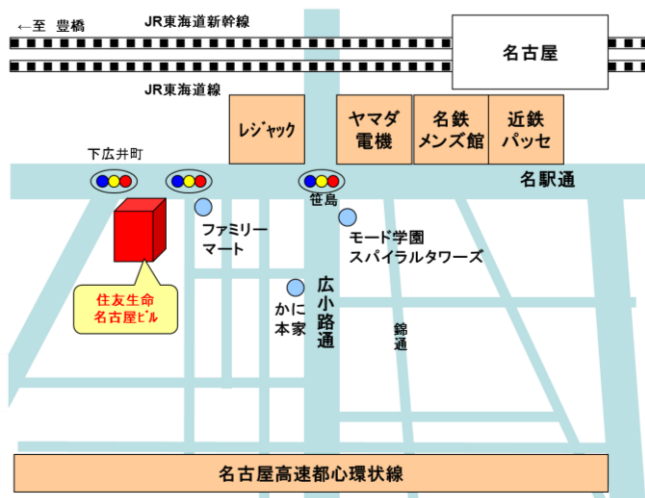 ←至 豊橋
JR東海道新幹線
名古屋
JR東海道線
レジャック
ヤマダ
電機
名鉄
メンズ館
近鉄
パッセ
下広井町
名駅通
笹島
ファミリー
マート
モード学園
スパイラルタワーズ
住友生命
名古屋ビル
かに
本家
広小路通
錦通
名古屋高速都心環状線